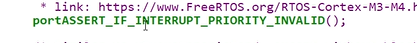 * link: https://www.FreeRTOS.org/RTOS-Cortex-M3-M4.h
portASSERT_IF_INTERRUPT_PRIORITY_INVALID();